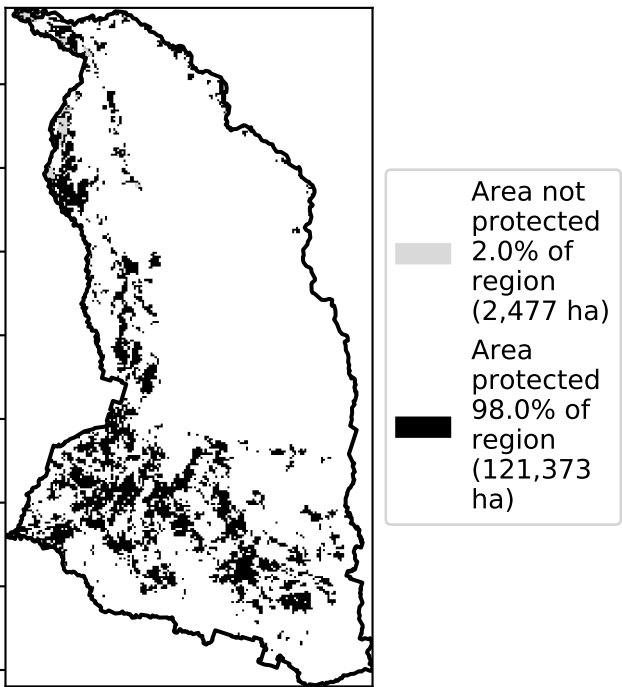 Area not
protected
2.0% of
region
(2,477 ha)
Area
protected
98.0% of
region
(121,373
ha)